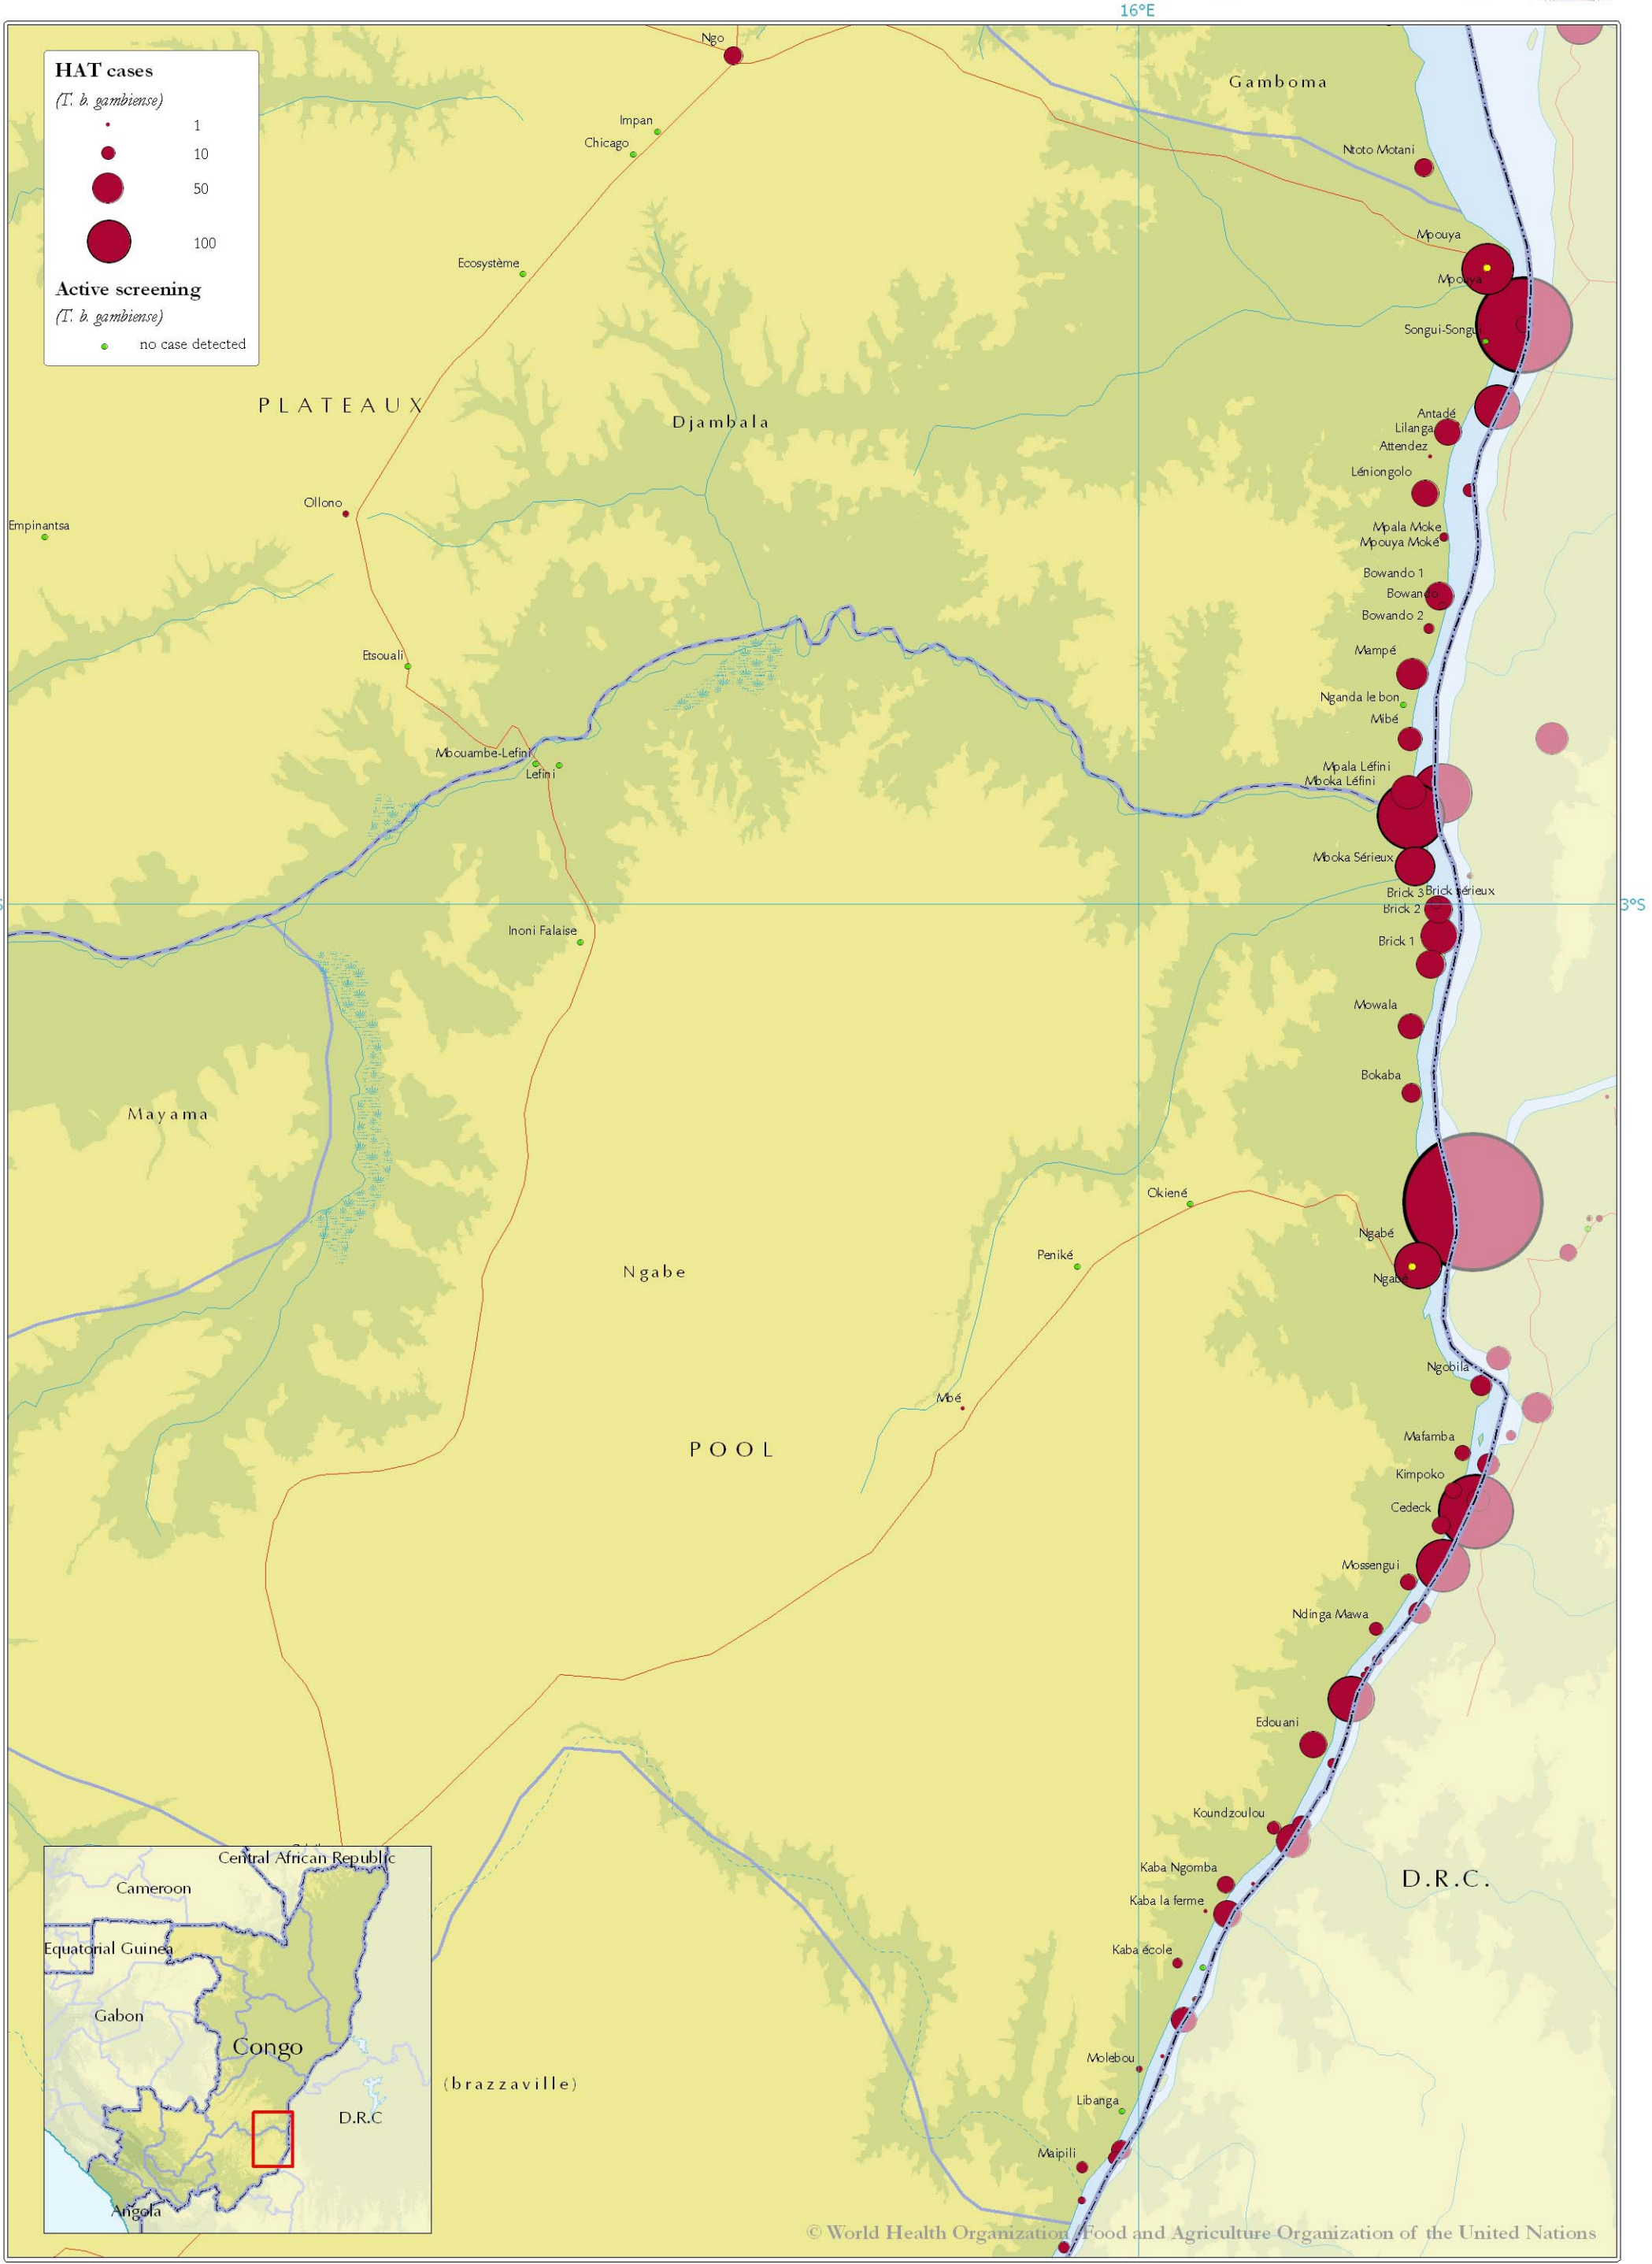 16°E
HAT cases
(T. b. gambiense)
1
10
50
100
Active screening
(T. b. gambiense)
no case detected
Ngo
Gamboma
Impan
Chicago
Ntoto Motani
Mpouya
Ecosystème
Mpouya
Songui-Songui
PLATEAUX
Djambala
Antadé
Lilanga
Attendez
Léniongolo
Ollono
Empinantsa
Mpala Moke
Mpouya Moké
Bowando 1
Bowando
Bowando 2
Mampé
Etsouali
Nganda le bon
Mibé
Mbouambe-Lefini
Lefini
Mpala Léfini
Mboka Léfini
Mboka Sérieux
Brick 3
Brick sérieux
3°S
Brick 2
Inoni Falaise
Brick 1
Mowala
Bokaba
Mayama
Okiené
Ngabé
Peniké
Ngabe
Ngabé
Ngobila
Mbé
POOL
Mafamba
Kimpoko
Cedeck
Mossengui
Ndinga Mawa
Edouani
Koundzoulou
Kaba Ngomba
D.R.C.
Kaba la ferme
Kaba école
Molebou
(brazzaville)
Libanga
Maipili
Central African Republic
Cameroon
Equatorial Guinea
Gabon
Congo
D.R.C
Angola
© World Health Organization / Food and Agriculture Organization of the United Nations